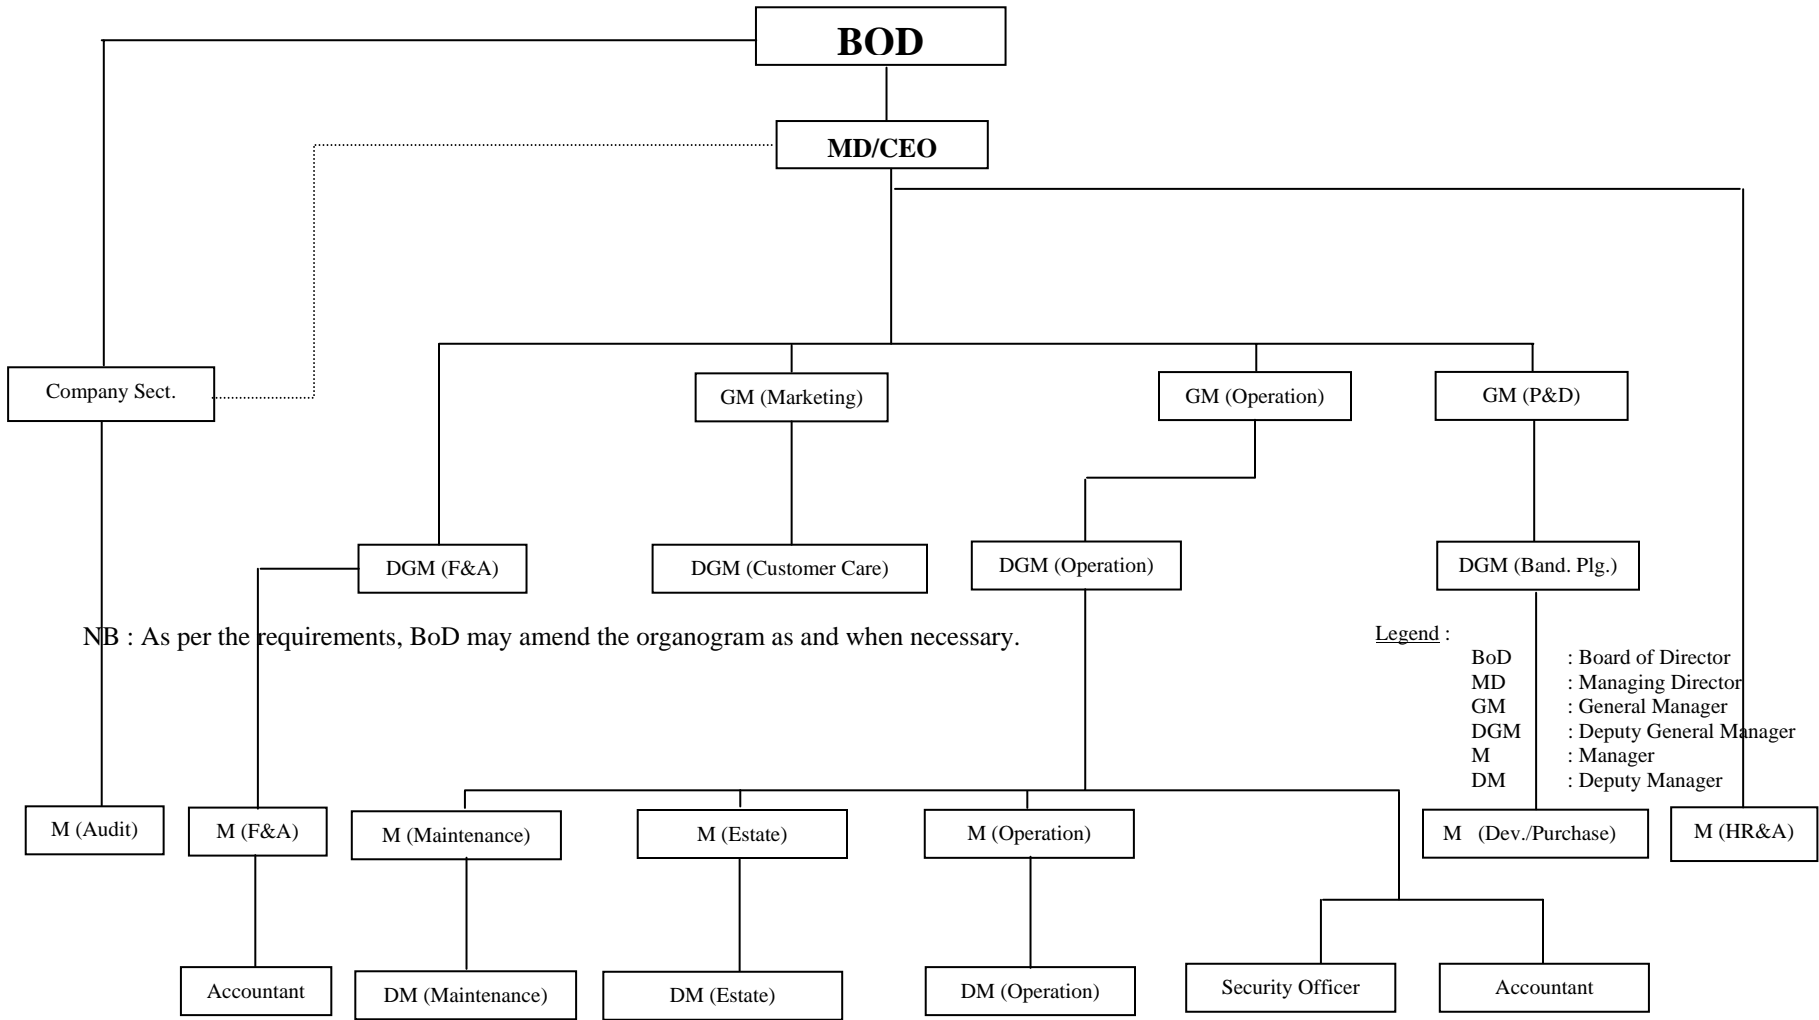 BOD
MD/CEO
Company Sect.
GM (Marketing)
GM (Operation)
GM (P&D)
DGM (F&A)
DGM (Customer Care)
DGM (Operation)
DGM (Band. Plg.)
NB : As per the requirements, BoD may amend the organogram as and when necessary.
Legend :
BoD : Board of Director
MD : Managing Director
GM : General Manager
DGM : Deputy General Manager
M : Manager
DM : Deputy Manager
M (Audit)
M (F&A)
M (Maintenance)
M (Estate)
M (Operation)
M (Dev./Purchase)
M (HR&A)
Accountant
DM (Maintenance)
DM (Estate)
DM (Operation)
Security Officer
Accountant